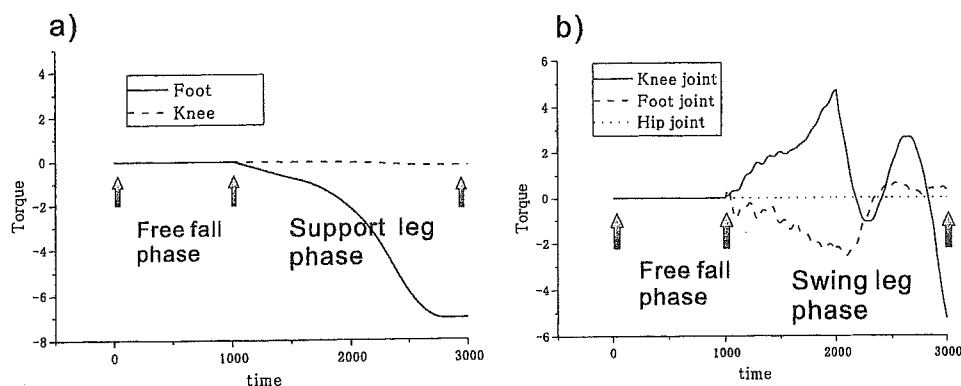 a)
4
2
0
-2
-4
-6
-8
Torque
Foot
Knee
Free fall
phase
Support leg
phase
0
1000
2000
3000
time
b)
6
4
2
0
-2
-4
-6
Torque
Knee joint
Foot joint
Hip joint
Free fall
phase
Swing leg
phase
0
1000
2000
3000
time